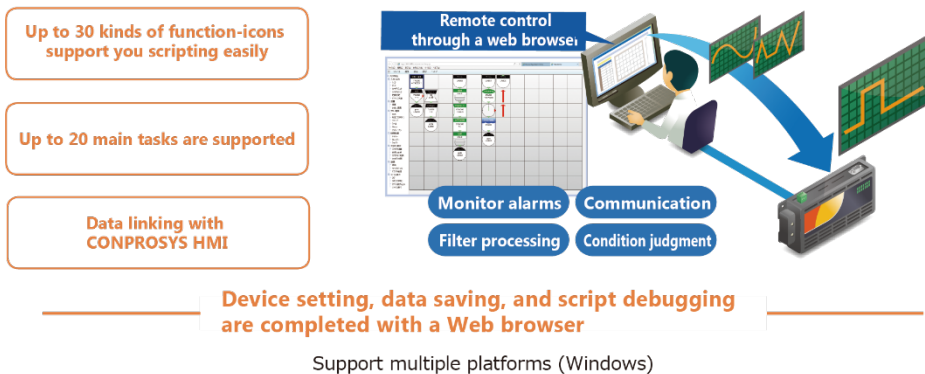 Up to 30 kinds of function-icons
support you scripting easily
Up to 20 main tasks are supported
Data linking with
CONPROSYS HMI
Remote control
through a web browser
Monitor alarms
Communication
Filter processing
Condition judgment
Device setting, data saving, and script debugging
are completed with a Web browser
Support multiple platforms (Windows)